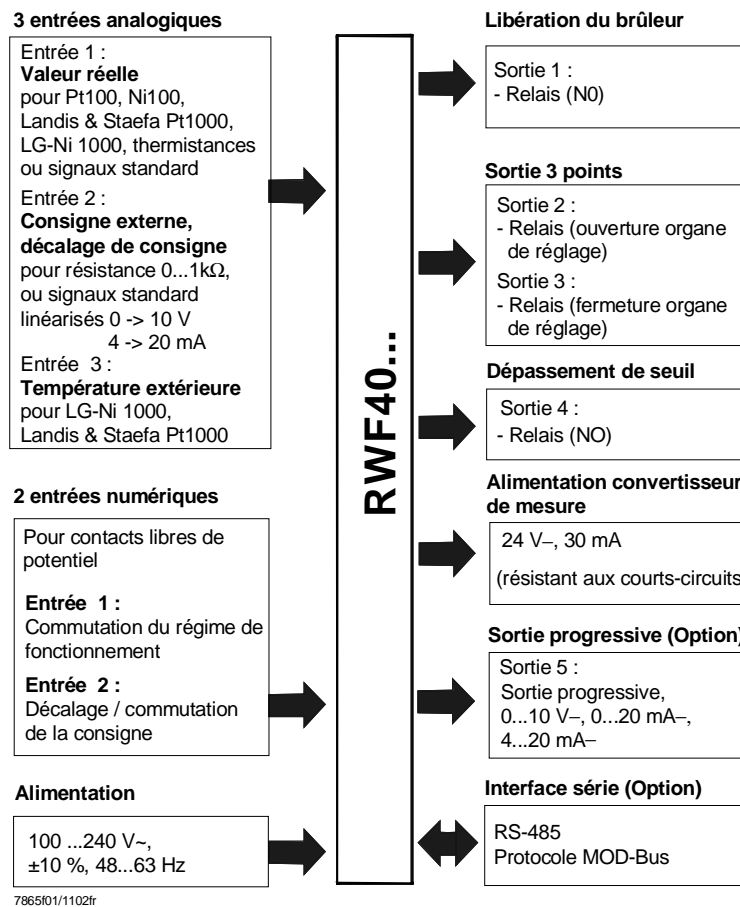 3 entrées analogiques
Entrée 1 :
Valeur réelle
pour Pt100, Ni100,
Landis & Staefa Pt1000,
LG-Ni 1000, thermistances
ou signaux standard
Entrée 2 :
Consigne externe,
décalage de consigne
pour résistance 0...1kΩ,
ou signaux standard
linéarisés 0 -> 10 V
4 -> 20 mA
Entrée 3 :
Température extérieure
pour LG-Ni 1000,
Landis & Staefa Pt1000
2 entrées numériques
Pour contacts libres de
potentiel
Entrée 1 :
Commutation du régime de
fonctionnement
Entrée 2 :
Décalage / commutation
de la consigne
Alimentation
100 ...240 V~,
±10 %, 48...63 Hz
7865f01/1102fr
RWF40...
Libération du brûleur
Sortie 1 :
- Relais (N0)
Sortie 3 points
Sortie 2 :
- Relais (ouverture organe
de réglage)
Sortie 3 :
- Relais (fermeture organe
de réglage)
Dépassement de seuil
Sortie 4 :
- Relais (NO)
Alimentation convertisseur
de mesure
24 V–, 30 mA
(résistant aux courts-circuits
Sortie progressive (Option)
Sortie 5 :
Sortie progressive,
0...10 V–, 0...20 mA–,
4...20 mA–
Interface série (Option)
RS-485
Protocole MOD-Bus